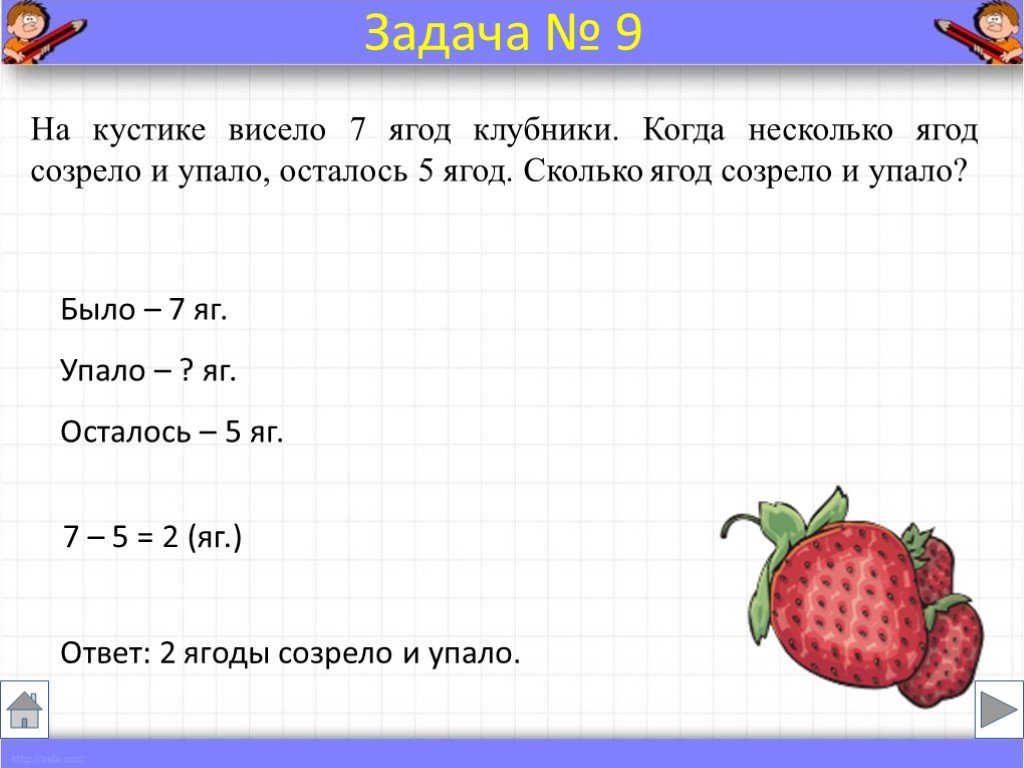 Задача № 9
На кустике висело 7 ягод клубники. Когда несколько ягод
созрело и упало, осталось 5 ягод. Сколько ягод созрело и упало?
Было – 7 яг.
Упало – ? яг.
Осталось – 5 яг.
7 – 5 = 2 (яг.)
Ответ: 2 ягоды созрело и упало.